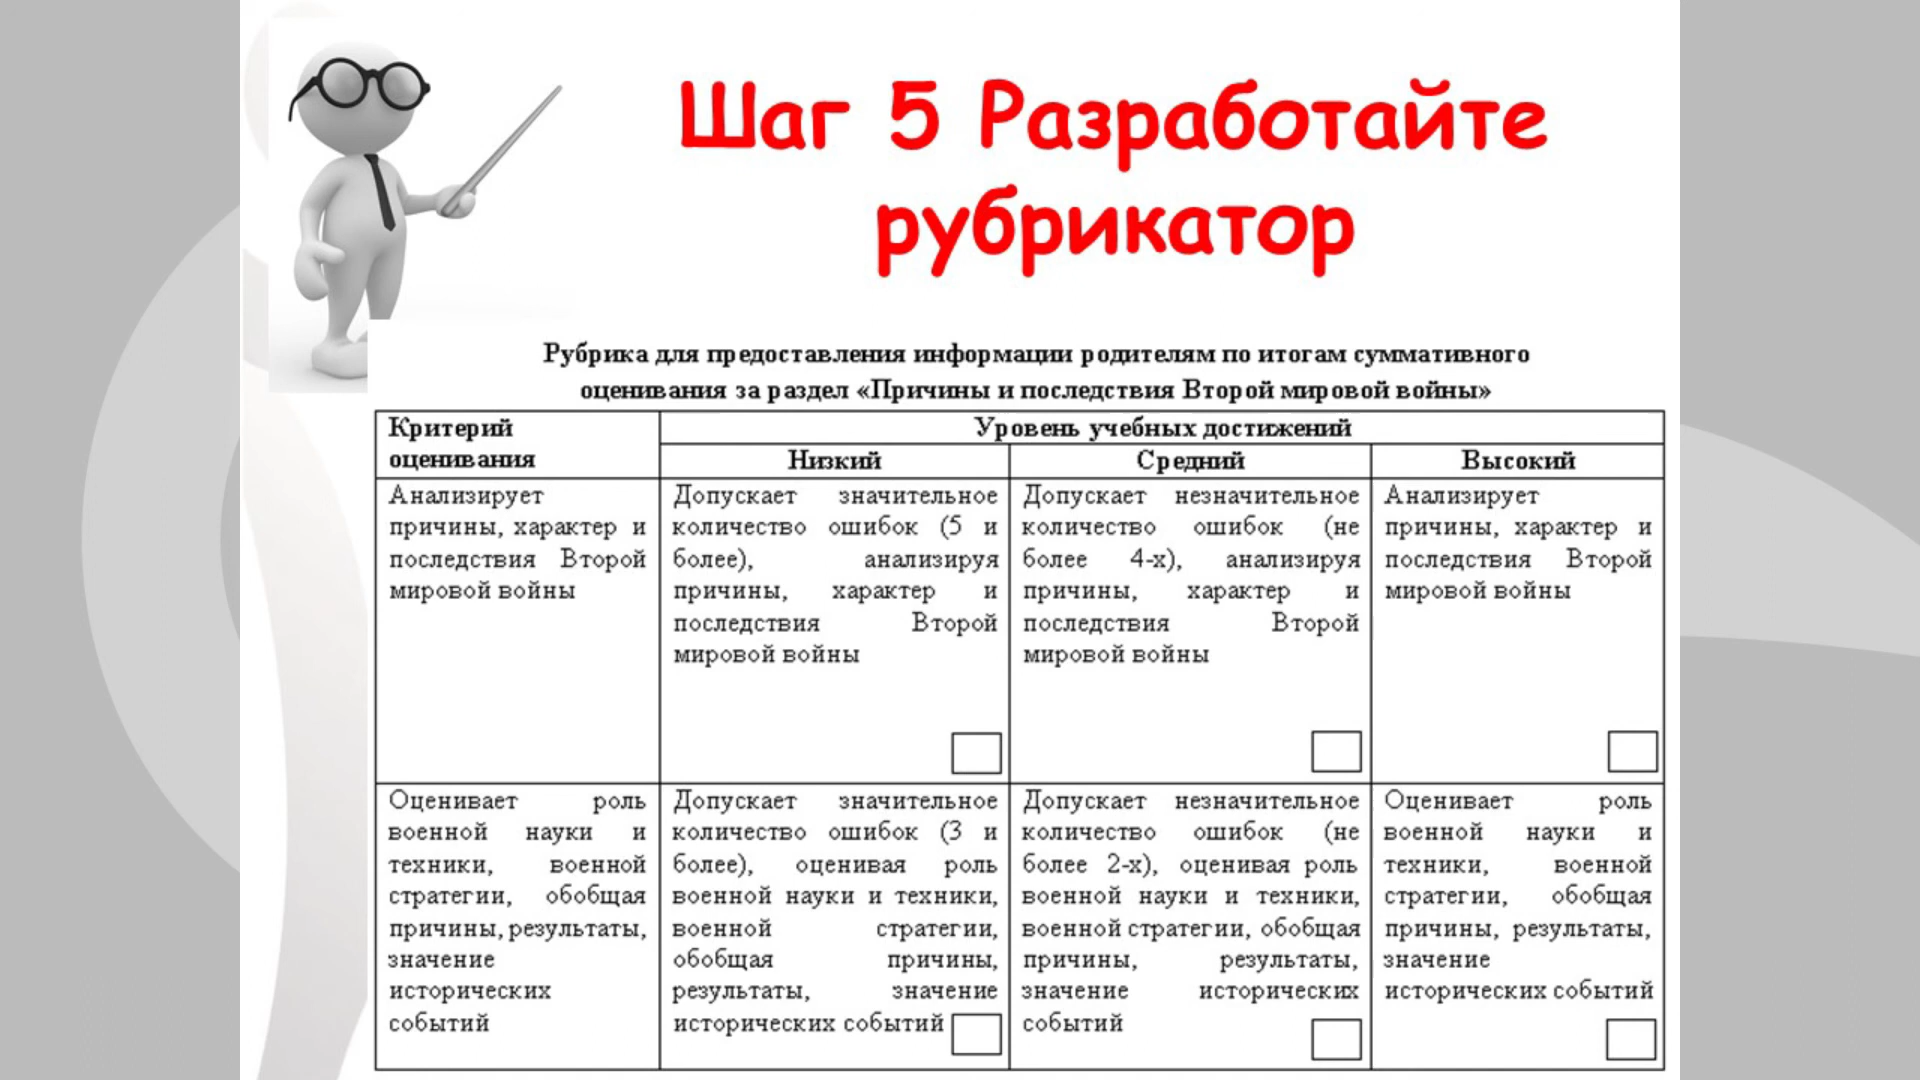 Шаг 5 Разработайте
рубрикатор
Рубрика для предоставления информации родителям по итогам суммативного
оценивания за раздел «Причины и последствия Второй мировой войны»
Критерий
оценивания
Уровень учебных достижений
Низкий
Средний
Высокий
Анализирует
причины, характер и
последствия Второй
мировой войны
Допускает значительное
количество ошибок (5 и
более), анализируя
причины, характер и
последствия Второй
мировой войны
Допускает незначительное
количество ошибок (не
более 4-х), анализируя
причины, характер и
последствия Второй
мировой войны
Анализирует
причины, характер и
последствия Второй
мировой войны
Оценивает роль
военной науки и
техники, военной
стратегии, обобщая
причины, результаты,
значение
исторических
событий
Допускает значительное
количество ошибок (3 и
более), оценивая роль
военной науки и техники,
военной стратегии,
обобщая причины,
результаты, значение
исторических событий
Допускает незначительное
количество ошибок (не
более 2-х), оценивая роль
военной науки и техники,
военной стратегии, обобщая
причины, результаты,
значение исторических
событий
Оценивает роль
военной науки и
техники, военной
стратегии, обобщая
причины, результаты,
значение
исторических событий